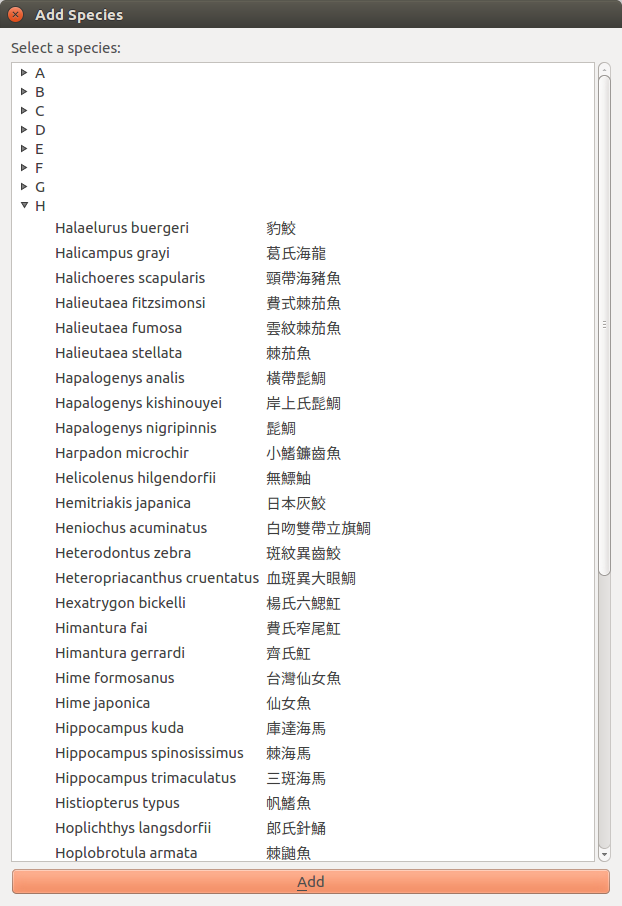 Add Species
Select a species:
A
B
C
D
E
F
G
H
Halaelurus buergeri 豹鮫
Halicampus grayi 葛氏海龍
Halichoeres scapularis 頸帶海豬魚
Halieutaea fitzsimonsi 費式棘茄魚
Halieutaea fumosa 雲紋棘茄魚
Halieutaea stellata 棘茄魚
Hapalogenys analis 橫帶髭鯛
Hapalogenys kishinouyei 岸上氏髭鯛
Hapalogenys nigripinnis 髭鯛
Harpadon microchir 小鰭鐮齒魚
Helicolenus hilgendorfii 無鰾鮋
Hemitriakis japanica 日本灰鮫
Heniochus acuminatus 白吻雙帶立旗鯛
Heterodontus zebra 斑紋異齒鮫
Heteropriacanthus cruentatus 血斑異大眼鯛
Hexatrygon bickelli 楊氏六鰓魟
Himantura fai 費氏窄尾魟
Himantura gerrardi 齊氏魟
Hime formosanus 台灣仙女魚
Hime japonica 仙女魚
Hippocampus kuda 庫達海馬
Hippocampus spinosissimus 棘海馬
Hippocampus trimaculatus 三斑海馬
Histiopterus typus 帆鰭魚
Hoplichthys langsdorfii 郎氏針鯒
Hoplobrotula armata 棘鼬魚
Add